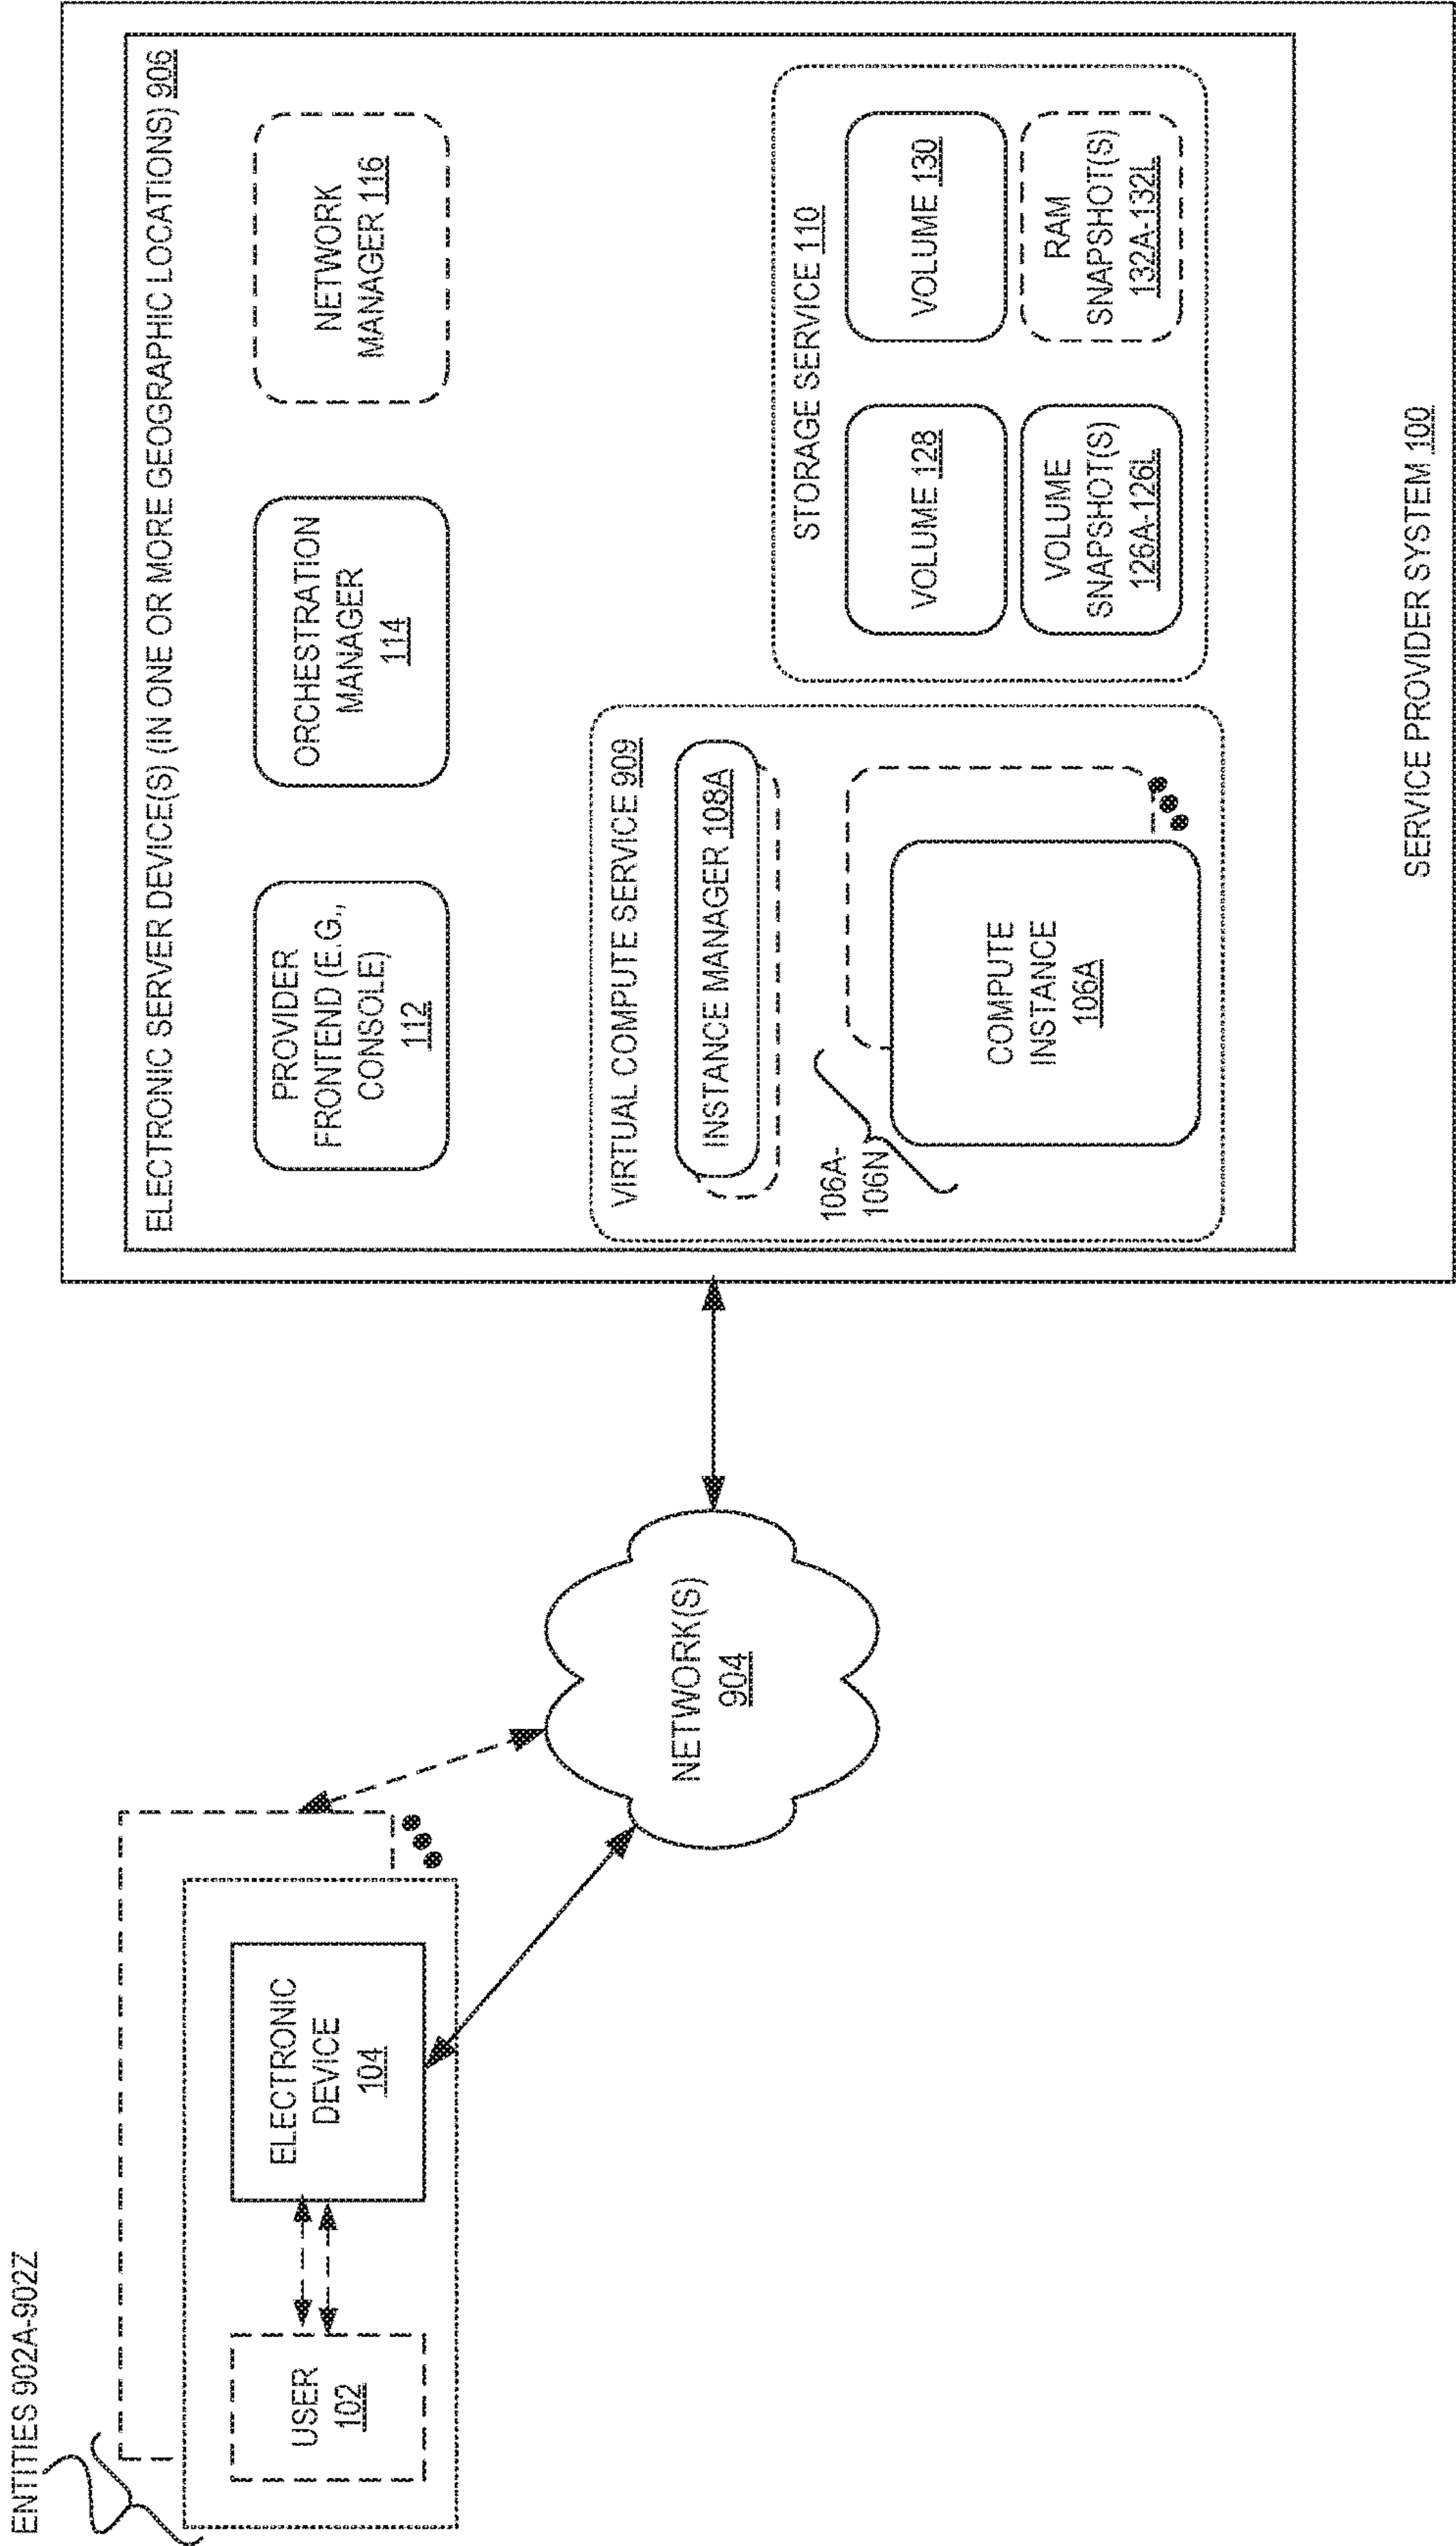 ENTITIES 902A-902Z
USER
102
ELECTRONIC
DEVICE
104
NETWORK(S)
904
ELECTRONIC SERVER DEVICE(S) (IN ONE OR MORE GEOGRAPHIC LOCATIONS) 906
PROVIDER
FRONTEND (E.G.,
CONSOLE)
112
ORCHESTRATION
MANAGER
114
NETWORK
MANAGER 116
VIRTUAL COMPUTE SERVICE 909
INSTANCE MANAGER 108A
106A-
106N
COMPUTE
INSTANCE
106A
STORAGE SERVICE 110
VOLUME 128
VOLUME 130
VOLUME
SNAPSHOT(S)
126A-126L
RAM
SNAPSHOT(S)
132A-132L
SERVICE PROVIDER SYSTEM 100